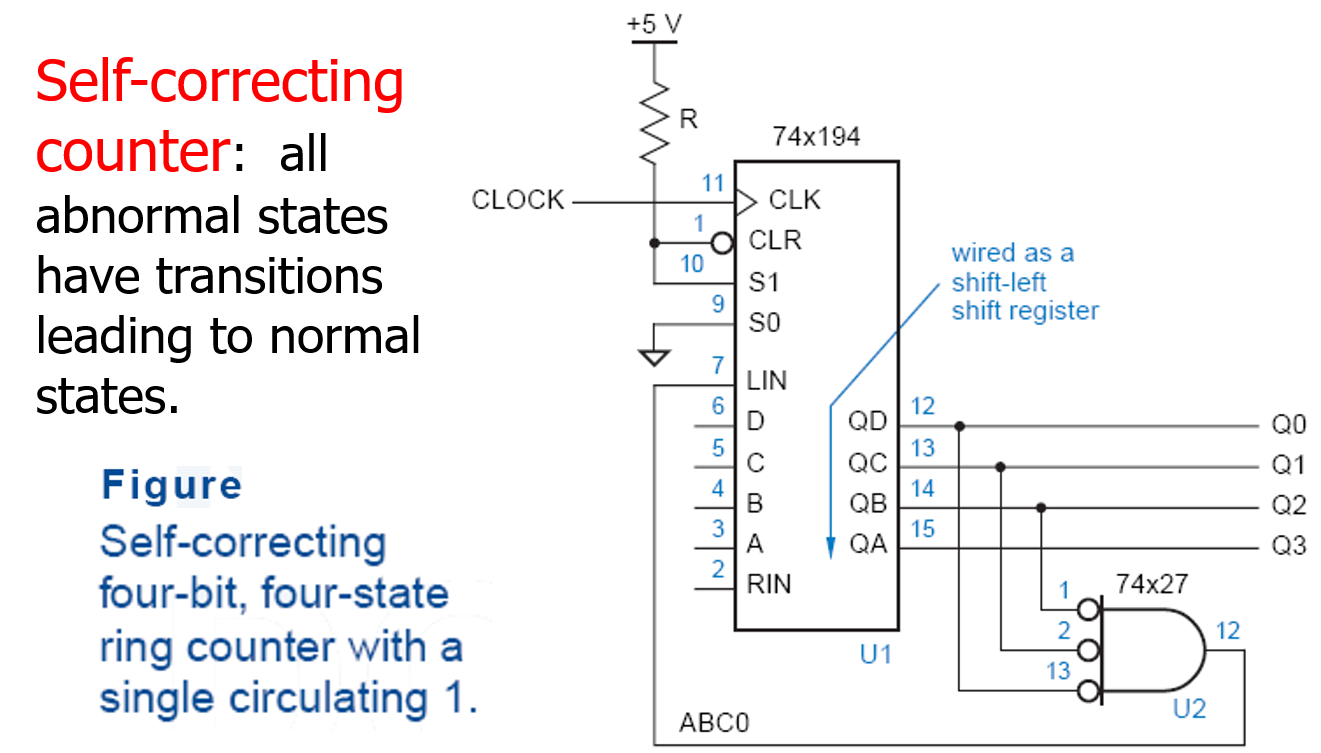 Self-correcting
counter: all
abnormal states
have transitions
leading to normal
states.
Figure
Self-correcting
four-bit, four-state
ring counter with a
single circulating 1.
+5 V
R
74x194
CLOCK
11
CLK
1
CLR
10
S1
9
S0
7
LIN
6
D
QD
12
Q0
5
C
QC
13
Q1
4
B
QB
14
Q2
3
A
QA
15
Q3
2
RIN
U1
wired as a
shift-left
shift register
74x27
1
2
13
12
U2
ABC0